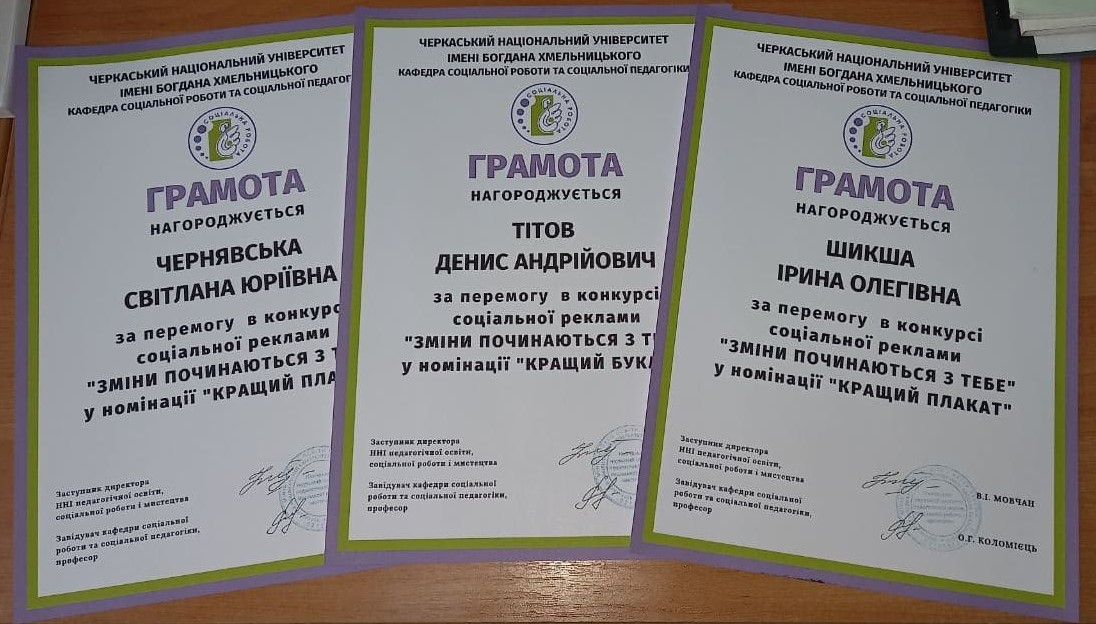 ЧЕРКАСЬКИЙ НАЦІОНАЛЬНИЙ УНІВЕРСИТЕТ
ІМЕНІ БОГДАНА ХМЕЛЬНИЦЬКОГО
КАФЕДРА СОЦІАЛЬНОЇ РОБОТИ ТА СОЦІАЛЬНОЇ ПЕДАГОГ
СОЦІАЛЬНА РОБОТА
ГРАМОТА
НАГОРОДЖУЄТЬСЯ
ЧЕРНЯВСЬКА
СВІТЛАНА ЮРІЇВНА
за перемогу в конкурс
соціальної реклами
"ЗМІНИ ПОЧИНАЮТЬСЯ З Т
у номінації "КРАЩИЙ ПЛА
Заступник директора
ННІ педагогічної освіти,
соціальної роботи і мистецтва
Завідувач кафедри соціальної
роботи та соціальної педагогіки,
професор
ЧЕРКАСЬКИЙ НАЦІОНАЛЬНИЙ УНІВЕРСИТЕТ
ІМЕНІ БОГДАНА ХМЕЛЬНИЦЬКОГО
КАФЕДРА СОЦІАЛЬНОЇ РОБОТИ ТА СОЦІАЛЬНОЇ ПЕДАГОГІКИ
СОЦІАЛЬНА РОБОТА
ГРАМОТА
НАГОРОДЖУЄТЬСЯ
ТІТОВ
ДЕНИС АНДРІЙОВИЧ
за перемогу в конкурсі
соціальної реклами
"ЗМІНИ ПОЧИНАЮТЬСЯ З Т
у номінації "КРАЩИЙ БУК
Заступник директора
ННІ педагогічної освіти,
соціальної роботи та мистецтва
Завідувач кафедри соціальної
роботи та соціальної педагогіки,
професор
ЧЕРКАСЬКИЙ НАЦІОНАЛЬНИЙ УНІВЕРСИТЕТ
ІМЕНІ БОГДАНА ХМЕЛЬНИЦЬКОГО
КАФЕДРА СОЦІАЛЬНОЇ РОБОТИ ТА СОЦІАЛЬНОЇ ПЕДАГОГІКИ
СОЦІАЛЬНА РОБОТА
ГРАМОТА
НАГОРОДЖУЄТЬСЯ
ШИКША
ІРИНА ОЛЕГІВНА
за перемогу в конкурсі
соціальної реклами
"ЗМІНИ ПОЧИНАЮТЬСЯ З ТЕБЕ"
у номінації "КРАЩИЙ ПЛАКАТ"
Заступник директора
ННІ педагогічної освіти,
соціальної роботи та мистецтва
В.І. МОВЧАН
Завідувач кафедри соціальної
роботи та соціальної педагогіки,
професор
О.Г. КОЛОМІЄЦЬ